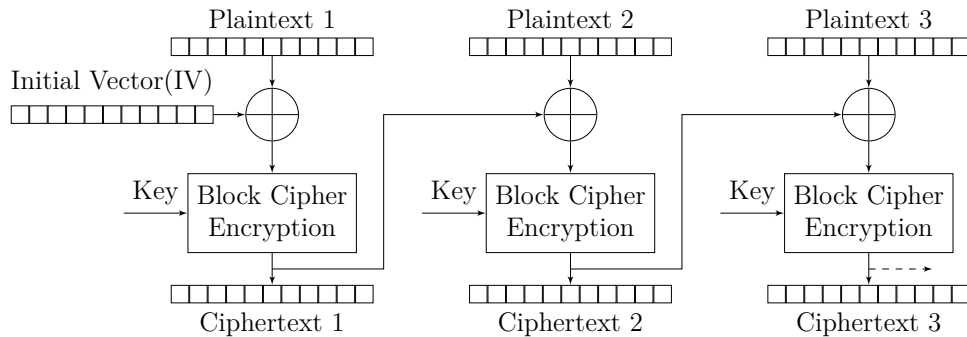 Plaintext 1
Plaintext 2
Plaintext 3
Initial Vector(IV)
Key
Block Cipher
Encryption
Key
Block Cipher
Encryption
Key
Block Cipher
Encryption
Ciphertext 1
Ciphertext 2
Ciphertext 3